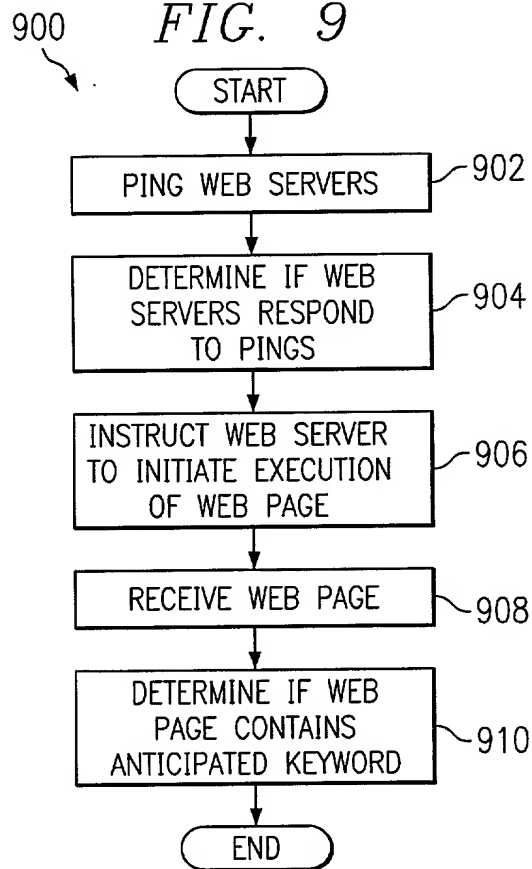 FIG. 9
900
START
PING WEB SERVERS
902
DETERMINE IF WEB
SERVERS RESPOND
TO PINGS
904
INSTRUCT WEB SERVER
TO INITIATE EXECUTION
OF WEB PAGE
906
RECEIVE WEB PAGE
908
DETERMINE IF WEB
PAGE CONTAINS
ANTICIPATED KEYWORD
910
END